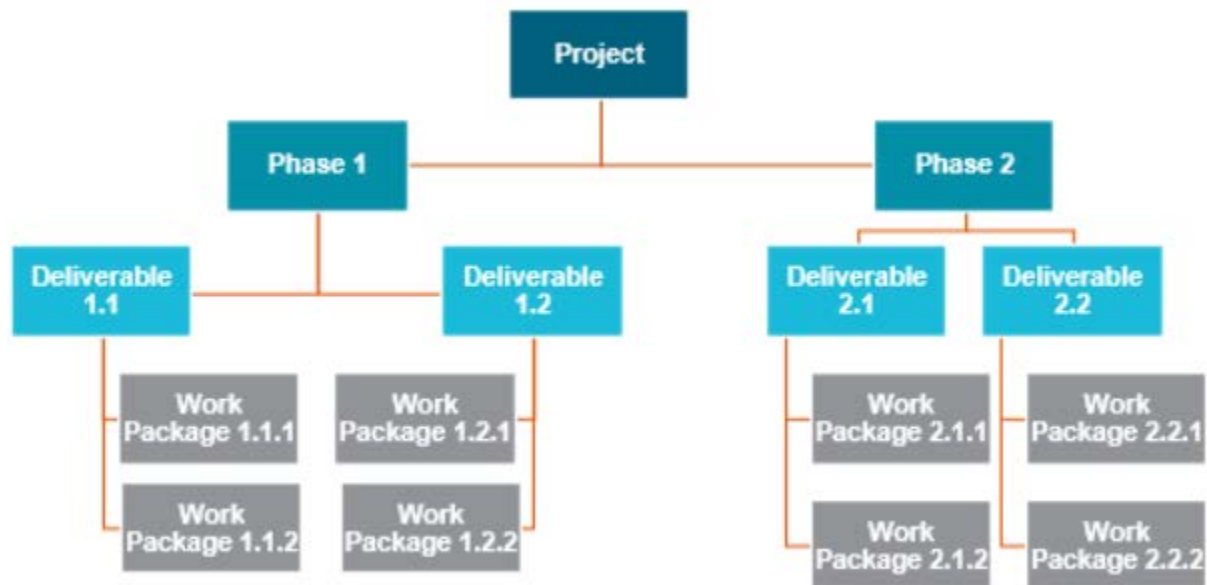 Project
Phase 1
Phase 2
Deliverable
1.1
Deliverable
1.2
Deliverable
2.1
Deliverable
2.2
Work
Package 1.1.1
Work
Package 1.2.1
Work
Package 2.1.1
Work
Package 2.2.1
Work
Package 1.1.2
Work
Package 1.2.2
Work
Package 2.1.2
Work
Package 2.2.2